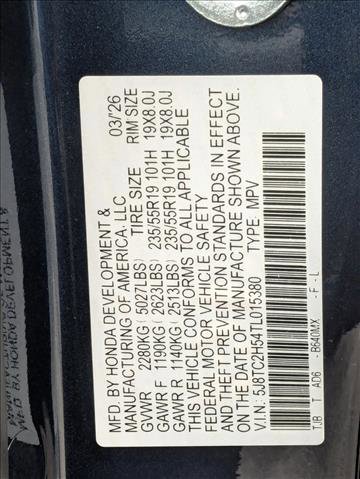 MFD. BY HONDA DEVELOPMENT & 03/'26
MANUFACTURING OF AMERICA, LLC
TIRE SIZE RIM SIZE
GVWR 2280KG ( 5027LBS)
GAWR F 1190KG ( 2623LBS) 235/55R19 101H 19X8.0J
GAWR R 1140KG ( 2513LBS) 235/55R19 101H 19X8.0J
THIS VEHICLE CONFORMS TO ALL APPLICABLE
FEDERAL MOTOR VEHICLE SAFETY
AND THEFT PREVENTION STANDARDS IN EFFECT
ON THE DATE OF MANUFACTURE SHOWN ABOVE.
V.I.N: 5J8TC2H54TL015380 TYPE: MPV
TJB T AD6 - B640MX - F - L